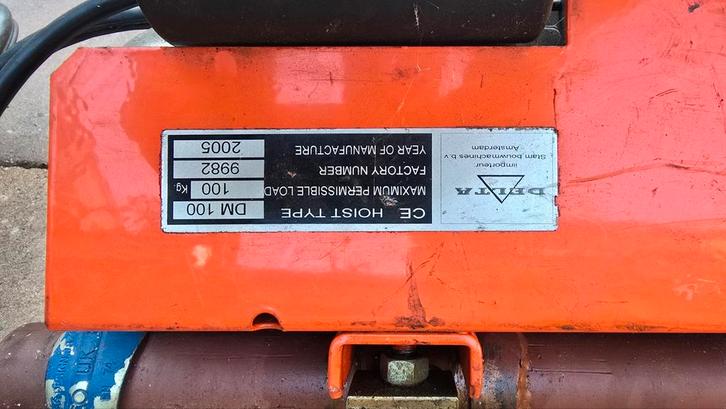 DELTA
importeur
Stam bouwmachines b.v
Amsterdam
CE HOIST TYPE DM 100
MAXIMUM PERMISSIBLE LOAD 100 Kg.
FACTORY NUMBER 9982
YEAR OF MANUFACTURE 2005